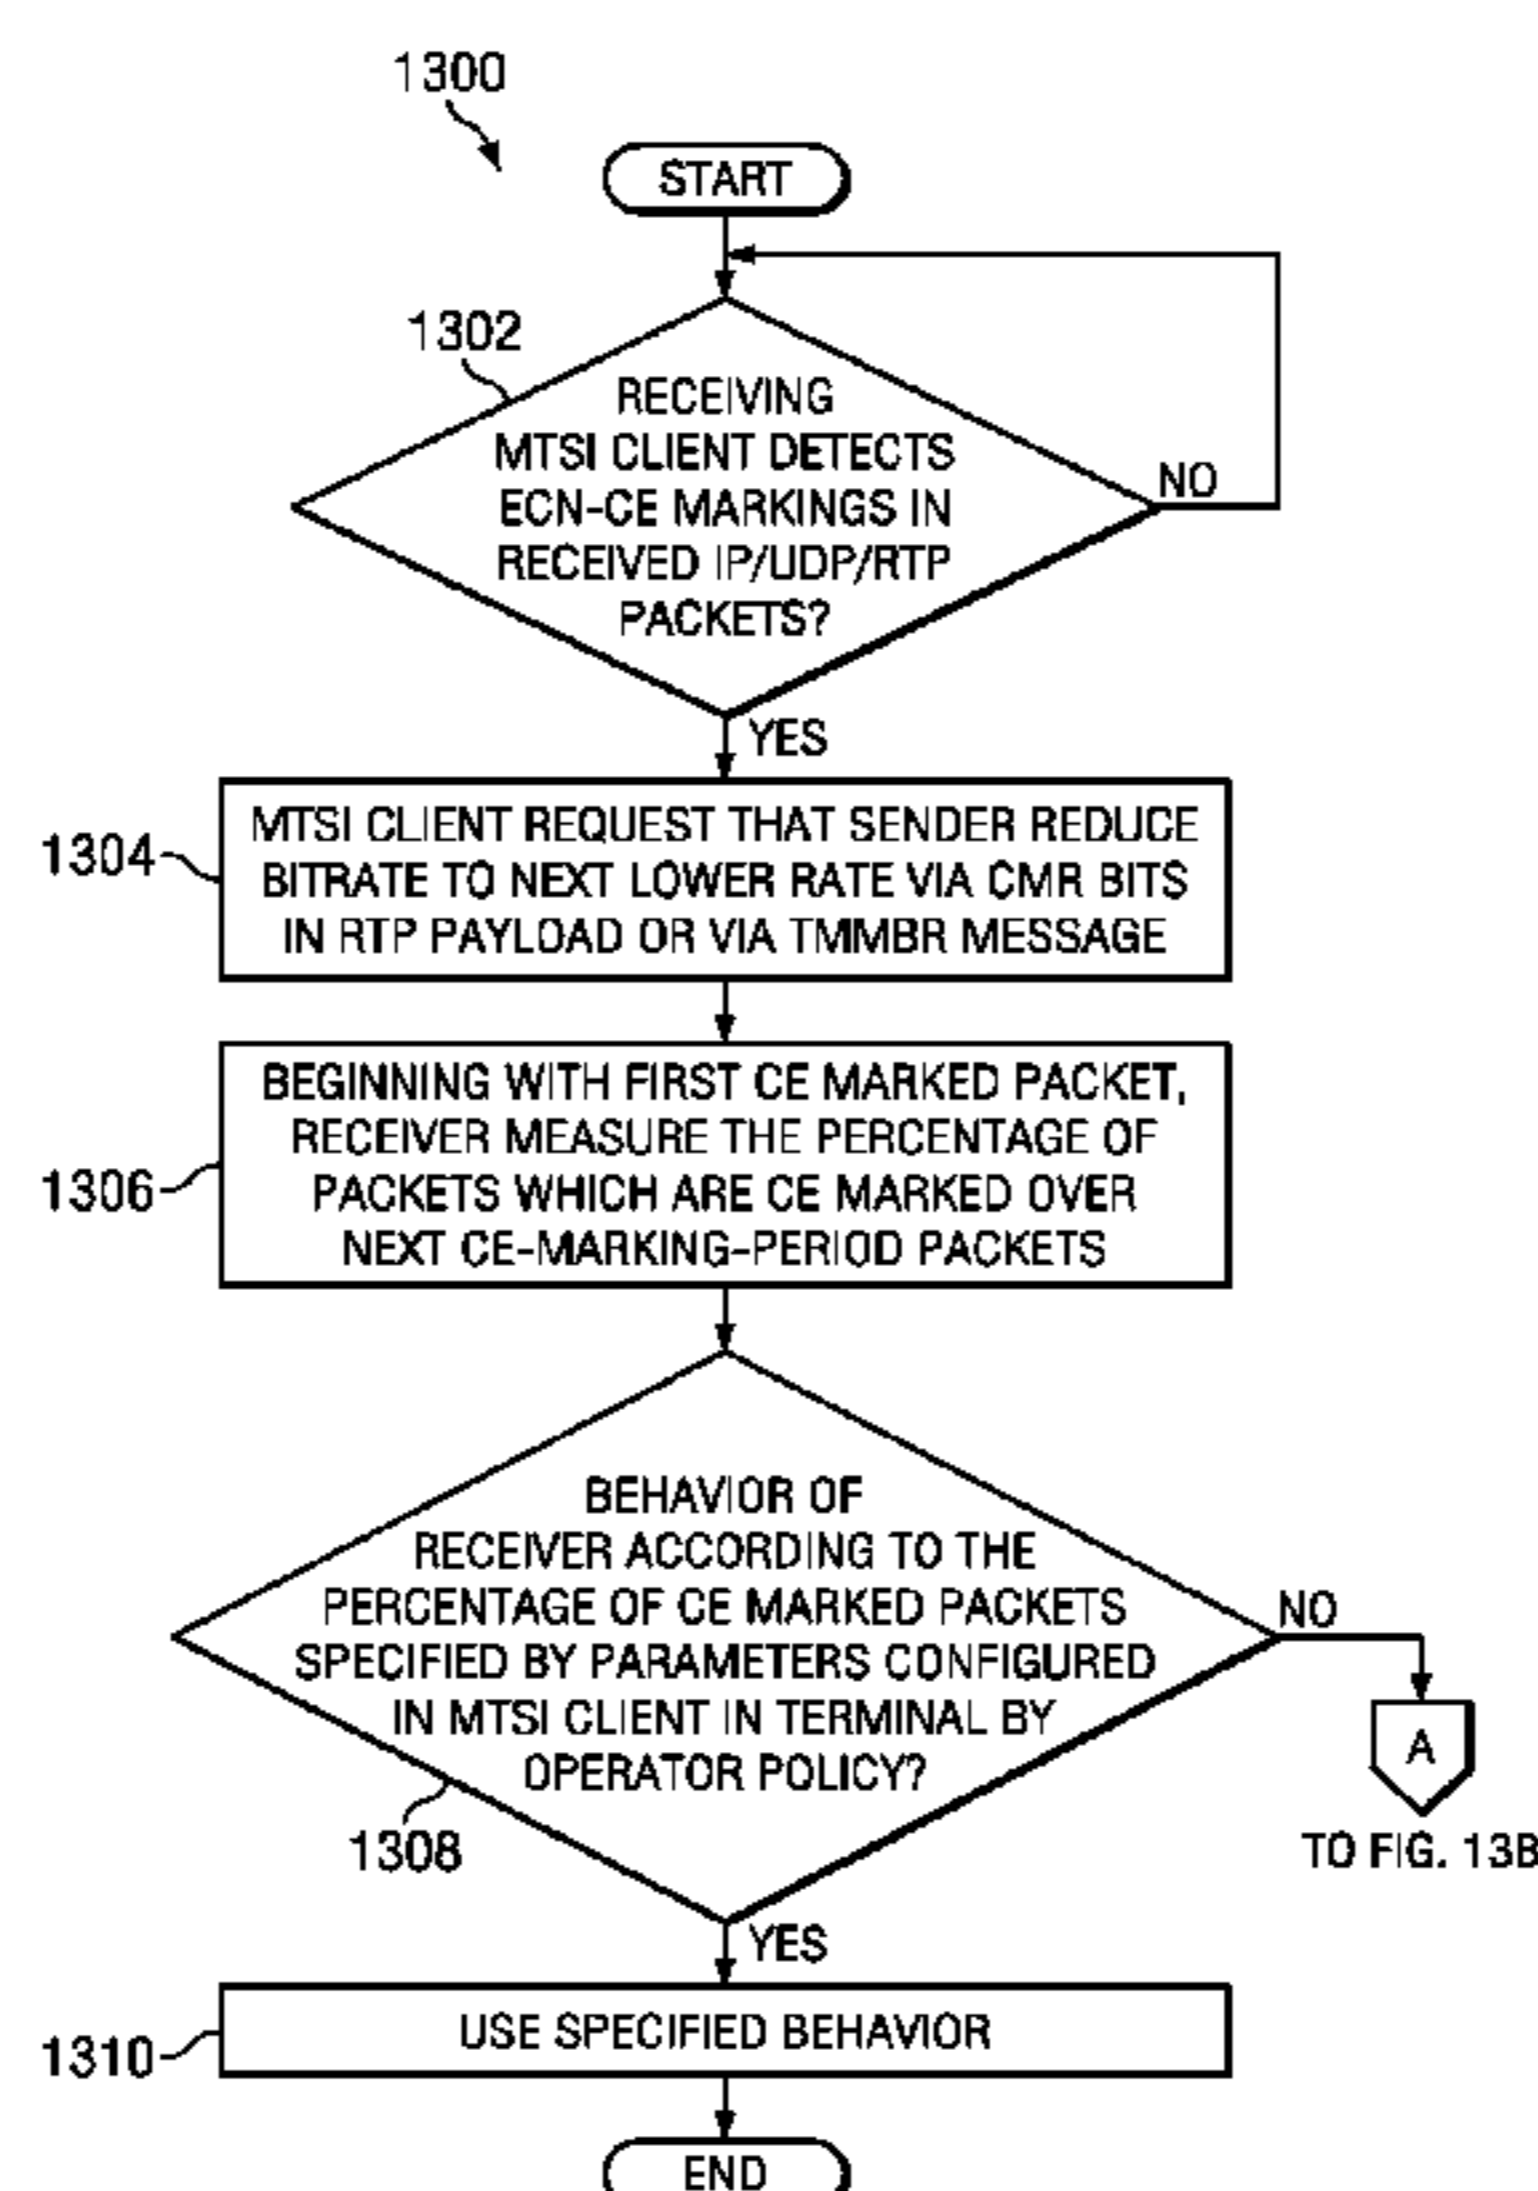 1300
START
1302
RECEIVING
MTSI CLIENT DETECTS
ECN-CE MARKINGS IN
RECEIVED IP/UDP/RTP
PACKETS?
NO
YES
1304
MTSI CLIENT REQUEST THAT SENDER REDUCE
BITRATE TO NEXT LOWER RATE VIA CMR BITS
IN RTP PAYLOAD OR VIA TMMBR MESSAGE
1306
BEGINNING WITH FIRST CE MARKED PACKET,
RECEIVER MEASURE THE PERCENTAGE OF
PACKETS WHICH ARE CE MARKED OVER
NEXT CE-MARKING-PERIOD PACKETS
BEHAVIOR OF
RECEIVER ACCORDING TO THE
PERCENTAGE OF CE MARKED PACKETS
SPECIFIED BY PARAMETERS CONFIGURED
IN MTSI CLIENT IN TERMINAL BY
OPERATOR POLICY?
NO
A
TO FIG. 13B
1308
YES
1310
USE SPECIFIED BEHAVIOR
END